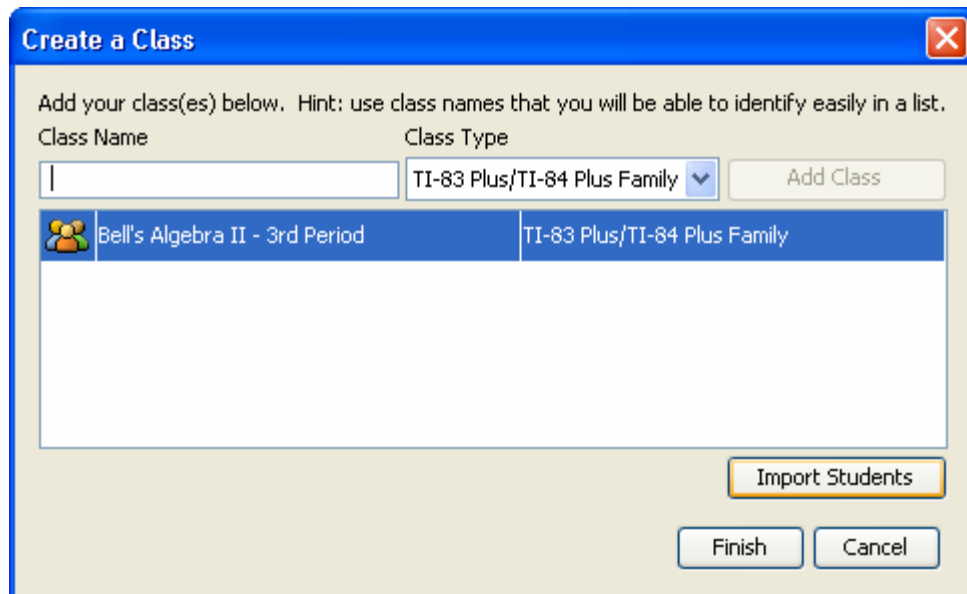 Create a Class
Add your class(es) below.  Hint: use class names that you will be able to identify easily in a list.
Class Name Class Type
TI-83 Plus/TI-84 Plus Family Add Class
Bell's Algebra II - 3rd Period TI-83 Plus/TI-84 Plus Family
Import Students
Finish Cancel